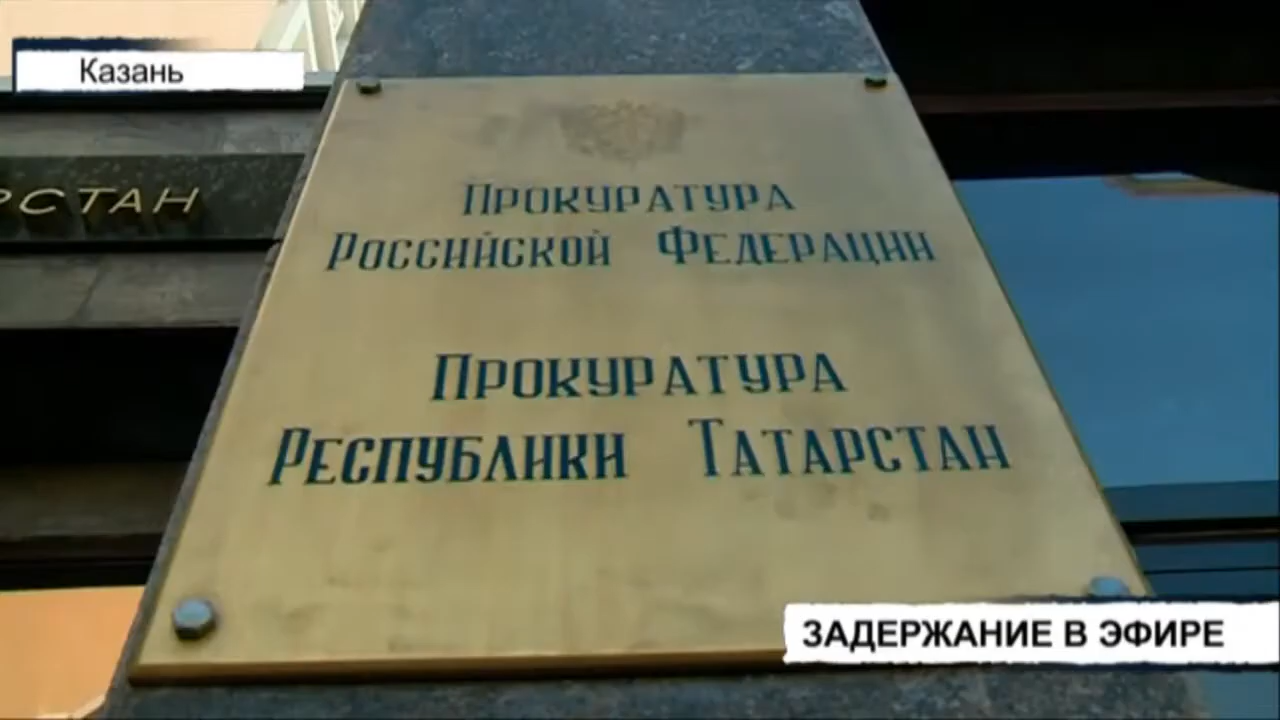 Казань
РСТАН
Прокуратура
Российской Федерации
Прокуратура
Республики Татарстан
ЗАДЕРЖАНИЕ В ЭФИРЕ